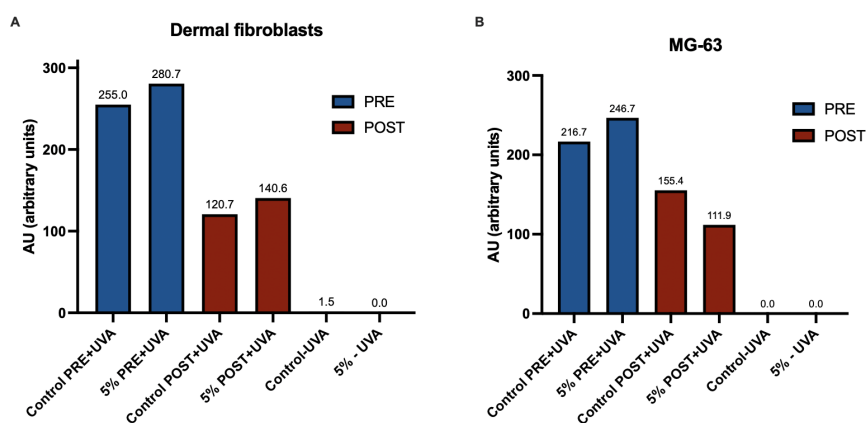 A
Dermal fibroblasts
AU (arbitrary units)
300
200
100
0
255.0
280.7
120.7
140.6
1.5
0.0
PRE
POST
Control PRE+UVA
5% PRE+UVA
Control POST+UVA
5% POST+UVA
Control-UVA
5% - UVA
B
MG-63
AU (arbitrary units)
300
200
100
0
216.7
246.7
155.4
111.9
0.0
0.0
PRE
POST
Control PRE+UVA
5% PRE+UVA
Control POST+UVA
5% POST+UVA
Control-UVA
5% - UVA